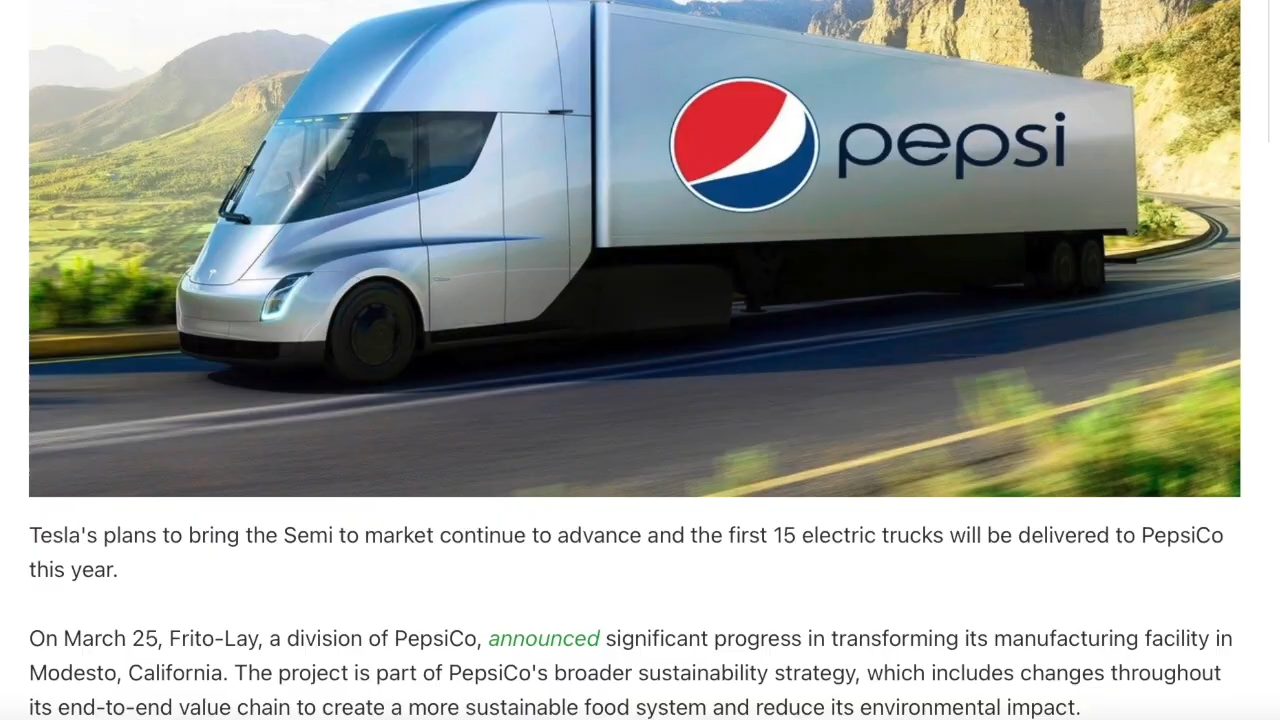 pepsi
Tesla's plans to bring the Semi to market continue to advance and the first 15 electric trucks will be delivered to PepsiCo
this year.
On March 25, Frito-Lay, a division of PepsiCo, announced significant progress in transforming its manufacturing facility in
Modesto, California. The project is part of PepsiCo's broader sustainability strategy, which includes changes throughout
its end-to-end value chain to create a more sustainable food system and reduce its environmental impact.